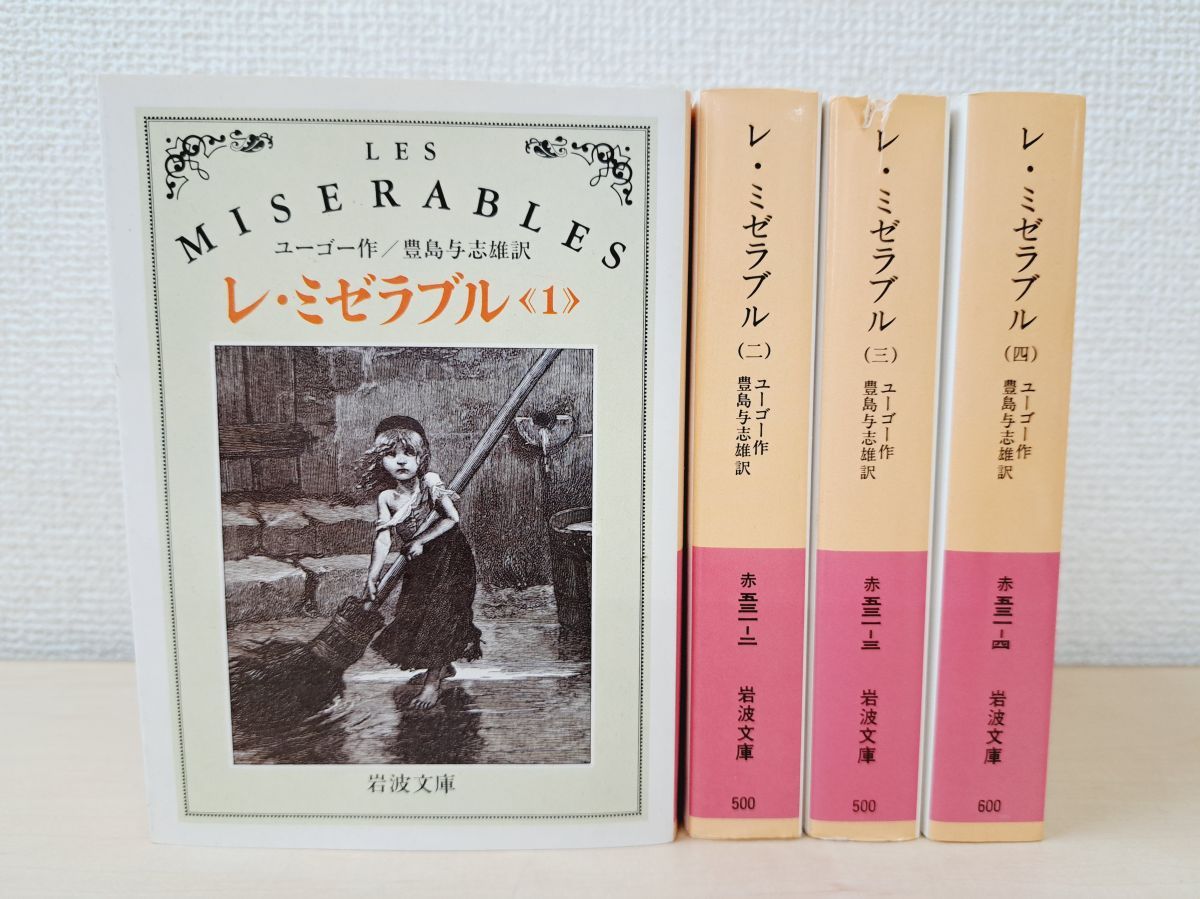 LES
MISERABLES
ユーゴー作／豊島与志雄訳
レ・ミゼラブル《1》
岩波文庫
レ・ミゼラブル(二)
ユーゴー作
豊島与志雄訳
赤五三一-二
岩波文庫
500
レ・ミゼラブル(三)
ユーゴー作
豊島与志雄訳
赤五三一-三
岩波文庫
500
レ・ミゼラブル(四)
ユーゴー作
豊島与志雄訳
赤五三一-四
岩波文庫
600